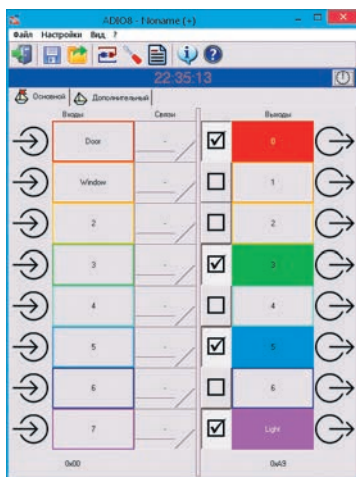 ADIO8 - Noname (+)
Файл Настройки Вид ?
22:35:13
Основной Дополнительный
Входы Связи Выходы
Door - 0
Window - 1
2 - 2
3 - 3
4 - 4
5 - 5
6 - 6
7 - Light
0x00 0xA9